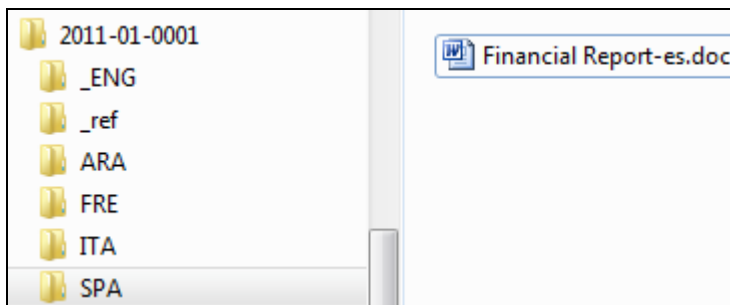 2011-01-0001
_ENG
_ref
ARA
FRE
ITA
SPA
Financial Report-es.doc